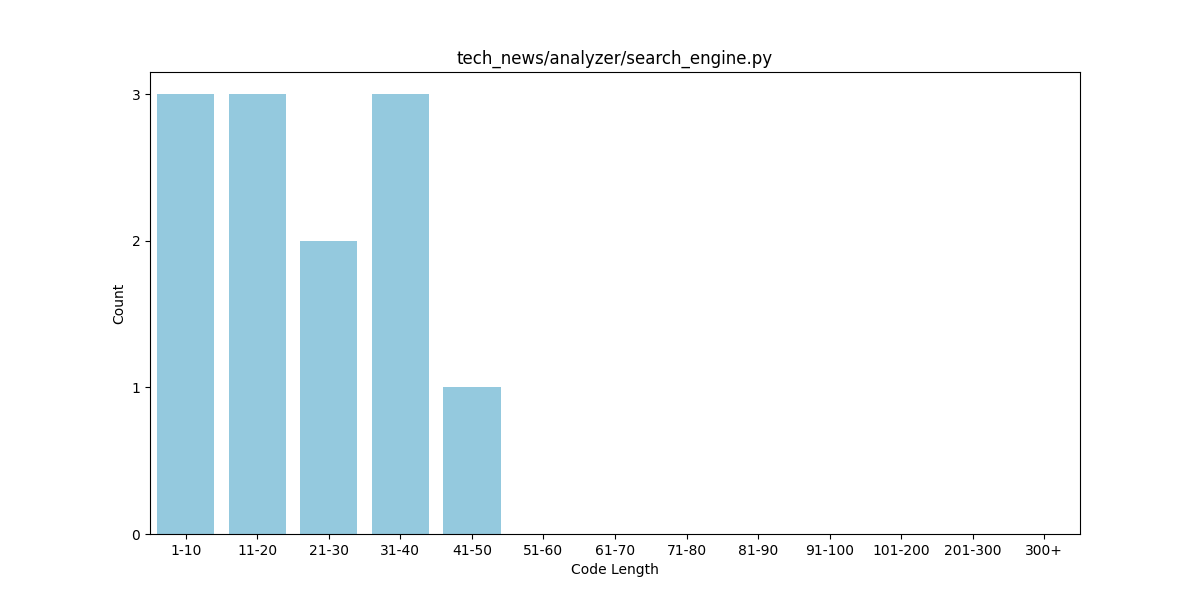 tech_news/analyzer/search_engine.py
3
2
1
0
Count
1-10 11-20 21-30 31-40 41-50 51-60 61-70 71-80 81-90 91-100 101-200 201-300 300+
Code Length